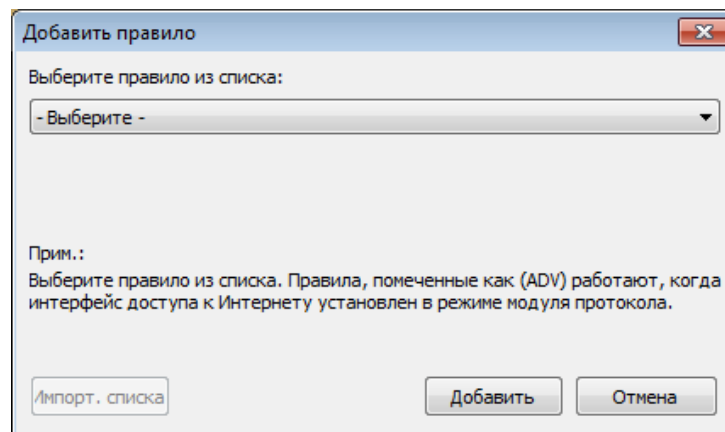 Добавить правило
Выберите правило из списка:
- Выберите -
Прим.:
Выберите правило из списка. Правила, помеченные как (ADV) работают, когда
интерфейс доступа к Интернету установлен в режиме модуля протокола.
Импорт. списка
Добавить
Отмена